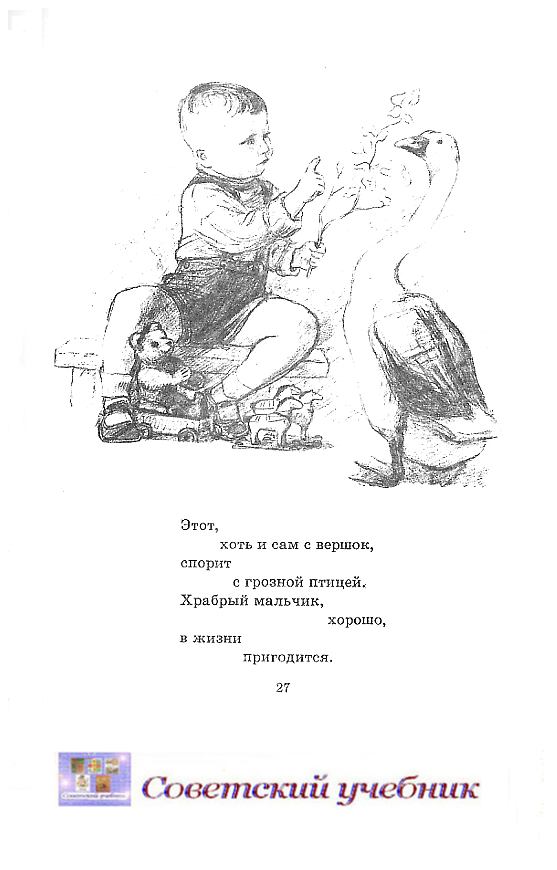 Этот,
хоть и сам с вершок,
спорит
с грозной птицей.
Храбрый мальчик,
хорошо,
в жизни
пригодится.
27
Советский учебник